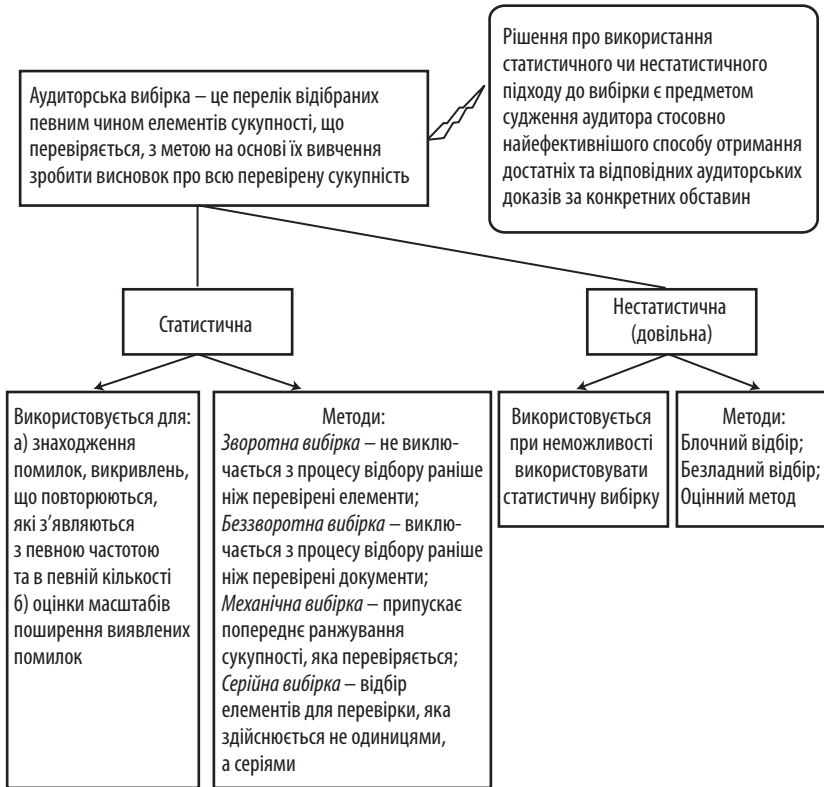 Рішення про використання
статистичного чи нестатистичного
підходу до вибірки є предметом
судження аудитора стосовно
найефективнішого способу отримання
достатніх та відповідних аудиторських
доказів за конкретних обставин
Аудиторська вибірка – це перелік відібраних
певним чином елементів сукупності, що
перевіряється, з метою на основі їх вивчення
зробити висновок про всю перевірену сукупність
Статистична
Нестатистична
(довільна)
Використовується для:
а) знаходження
помилок, викривлень,
що повторюються,
які з’являються
з певною частотою
та в певній кількості
б) оцінки масштабів
поширення виявлених
помилок
Методи:
Зворотна вибірка – не виклю-
чається з процесу відбору раніше
ніж перевірені елементи;
Беззворотна вибірка – виклю-
чається з процесу відбору раніше
ніж перевірені документи;
Механічна вибірка – припускає
попереднє ранжування
сукупності, яка перевіряється;
Серійна вибірка – відбір
елементів для перевірки, яка
здійснюється не одиницями,
а серіями
Використовується
при неможливості
використовувати
статистичну вибірку
Методи:
Блочний відбір;
Безладний відбір;
Оцінний метод